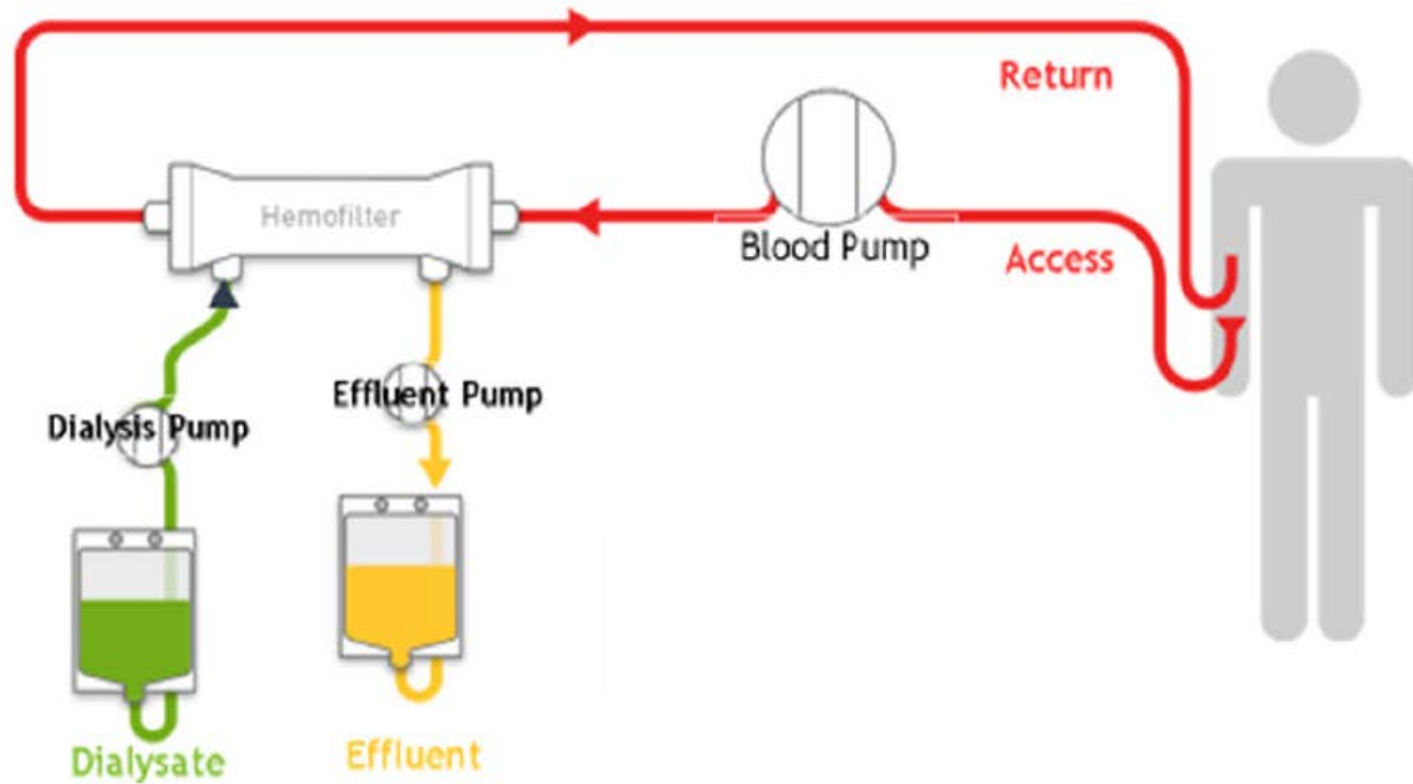 Return
Hemofilter
Blood Pump
Access
Effluent Pump
Dialysis Pump
Effluent
Dialysate